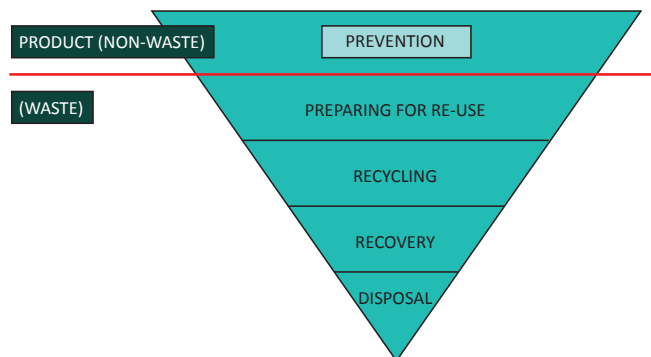 PRODUCT (NON-WASTE)
PREVENTION
(WASTE)
PREPARING FOR RE-USE
RECYCLING
RECOVERY
DISPOSAL